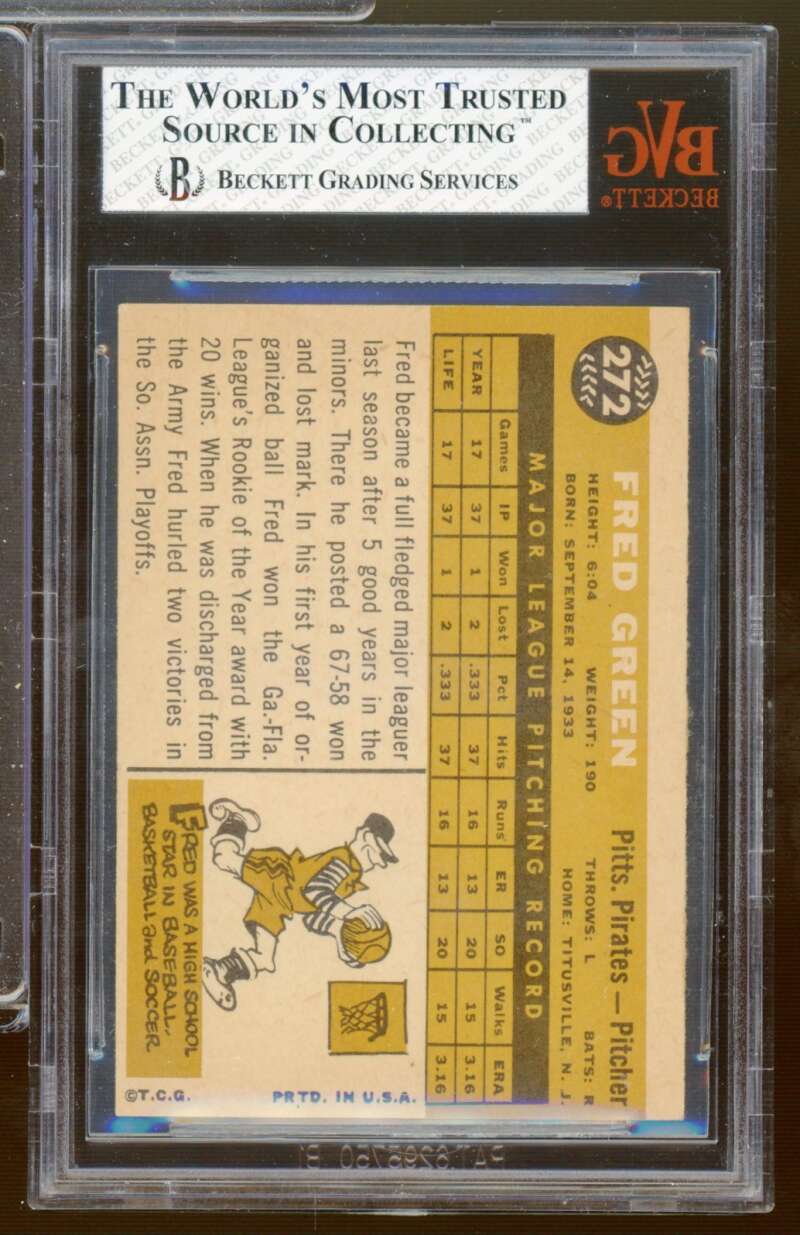 THE WORLD'S MOST TRUSTED
SOURCE IN COLLECTING™
B BECKETT GRADING SERVICES
BVG
BECKETT®
272
FRED GREEN
Pitts. Pirates — Pitcher
HEIGHT: 6:04 WEIGHT: 190 THROWS: L BATS: R
BORN: SEPTEMBER 14, 1933 HOME: TITUSVILLE, N. J.
MAJOR LEAGUE PITCHING RECORD
Games IP Won Lost Pct Hits Runs ER SO Walks ERA
YEAR 17 37 1 2 .333 37 16 13 20 15 3.16
LIFE 17 37 1 2 .333 37 16 13 20 15 3.16
Fred became a full fledged major leaguer
last season after 5 good years in the
minors. There he posted a 67-58 won
and lost mark. In his first year of or-
ganized ball Fred won the Ga.-Fla.
League's Rookie of the Year award with
20 wins. When he was discharged from
the Army Fred hurled two victories in
the So. Assn. Playoffs.
FRED WAS A HIGH SCHOOL
STAR IN BASEBALL,
BASKETBALL and SOCCER.
©T.C.G. PRTD. IN U.S.A.